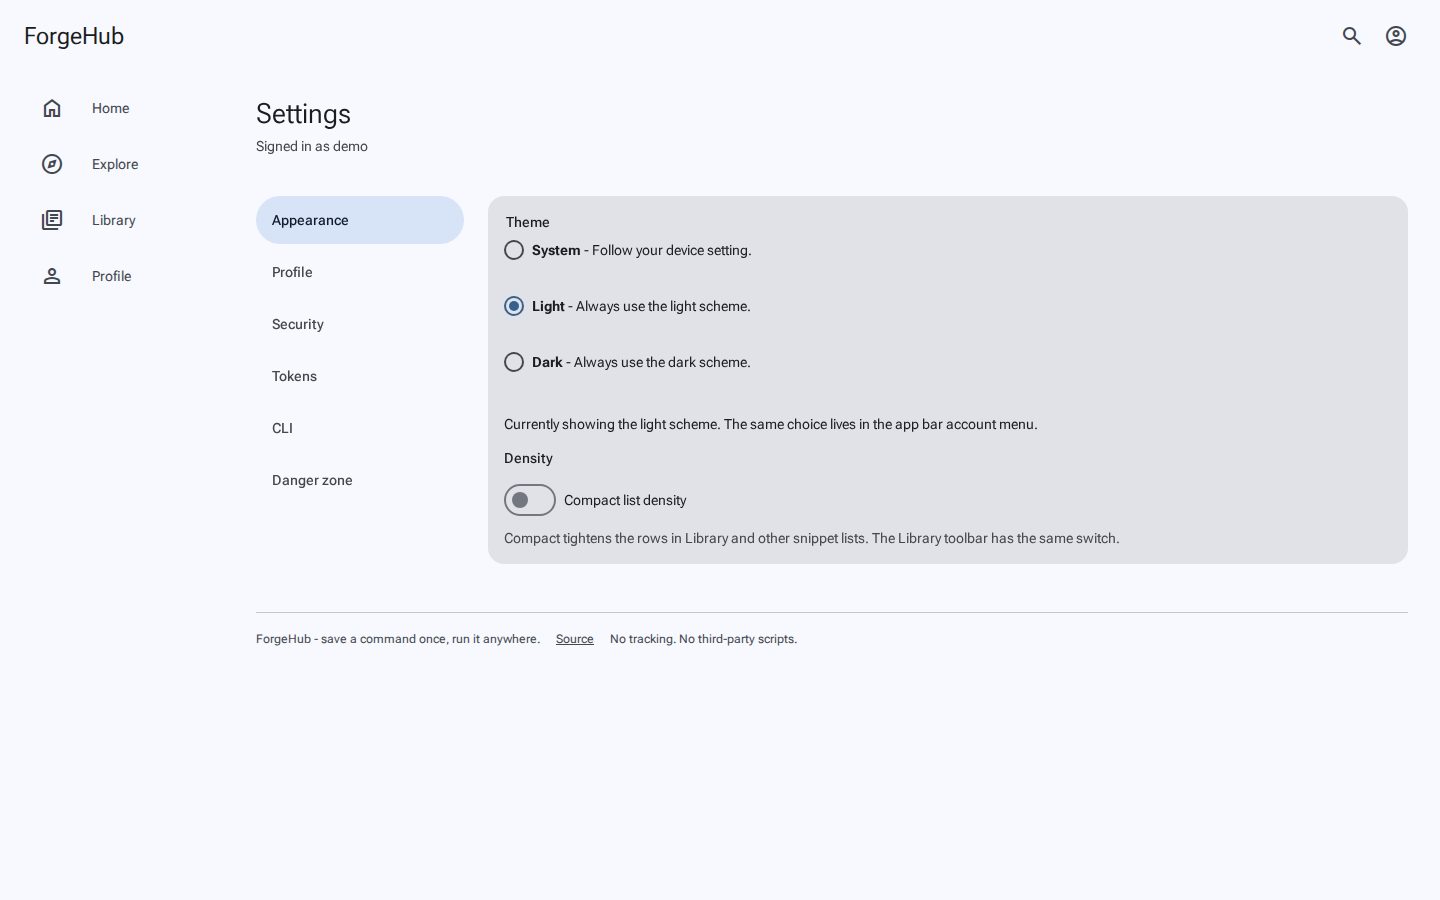 ForgeHub
Home
Explore
Library
Profile
Settings
Signed in as demo
Appearance
Profile
Security
Tokens
CLI
Danger zone
Theme
System - Follow your device setting.
Light - Always use the light scheme.
Dark - Always use the dark scheme.
Currently showing the light scheme. The same choice lives in the app bar account menu.
Density
Compact list density
Compact tightens the rows in Library and other snippet lists. The Library toolbar has the same switch.
ForgeHub - save a command once, run it anywhere. Source No tracking. No third-party scripts.